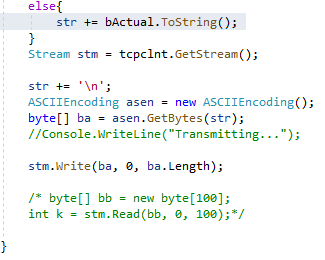 else{
str += bActual.ToString();
}
Stream stm = tcpclnt.GetStream();
str += '\n';
ASCIIEncoding asen = new ASCIIEncoding();
byte[] ba = asen.GetBytes(str);
//Console.WriteLine("Transmitting...");
stm.Write(ba, 0, ba.Length);
/* byte[] bb = new byte[100];
int k = stm.Read(bb, 0, 100);*/
}